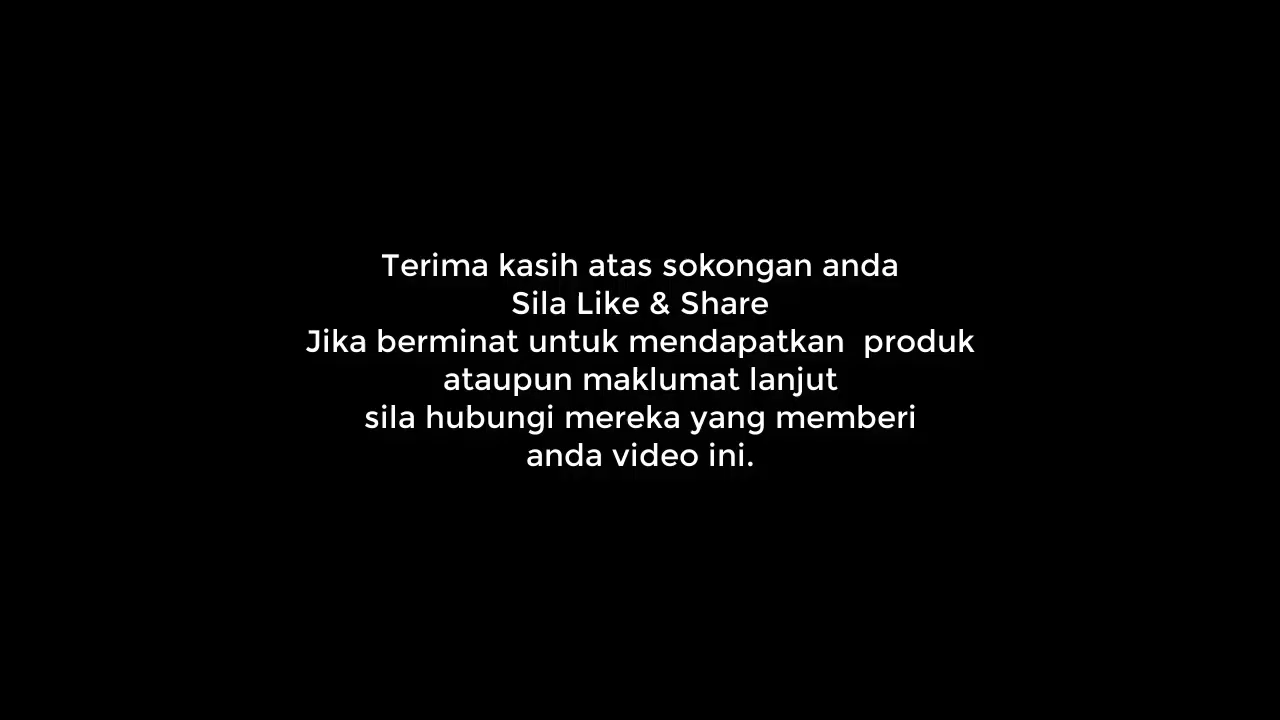 Terima kasih atas sokongan anda
Sila Like & Share
Jika berminat untuk mendapatkan  produk
ataupun maklumat lanjut
sila hubungi mereka yang memberi
anda video ini.